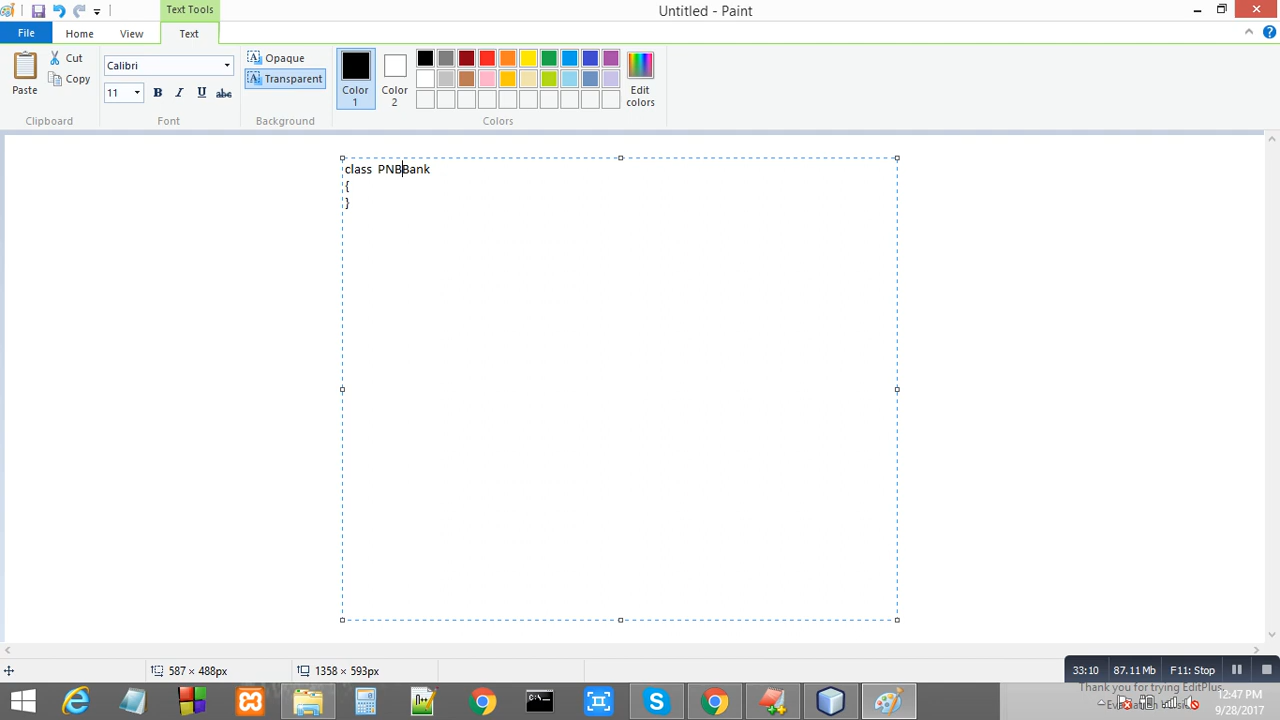 Untitled - Paint
Text Tools
File
Home
View
Text
Paste
Cut
Copy
Clipboard
Calibri
11
B I U abc
Font
Opaque
Transparent
Background
Color 1
Color 2
Edit colors
Colors
class PNBBank
{
}
587 × 488px
1358 × 593px
33:10
87.11 Mb
F11: Stop
Thank you for trying EditPlus
12:47 PM
9/28/2017